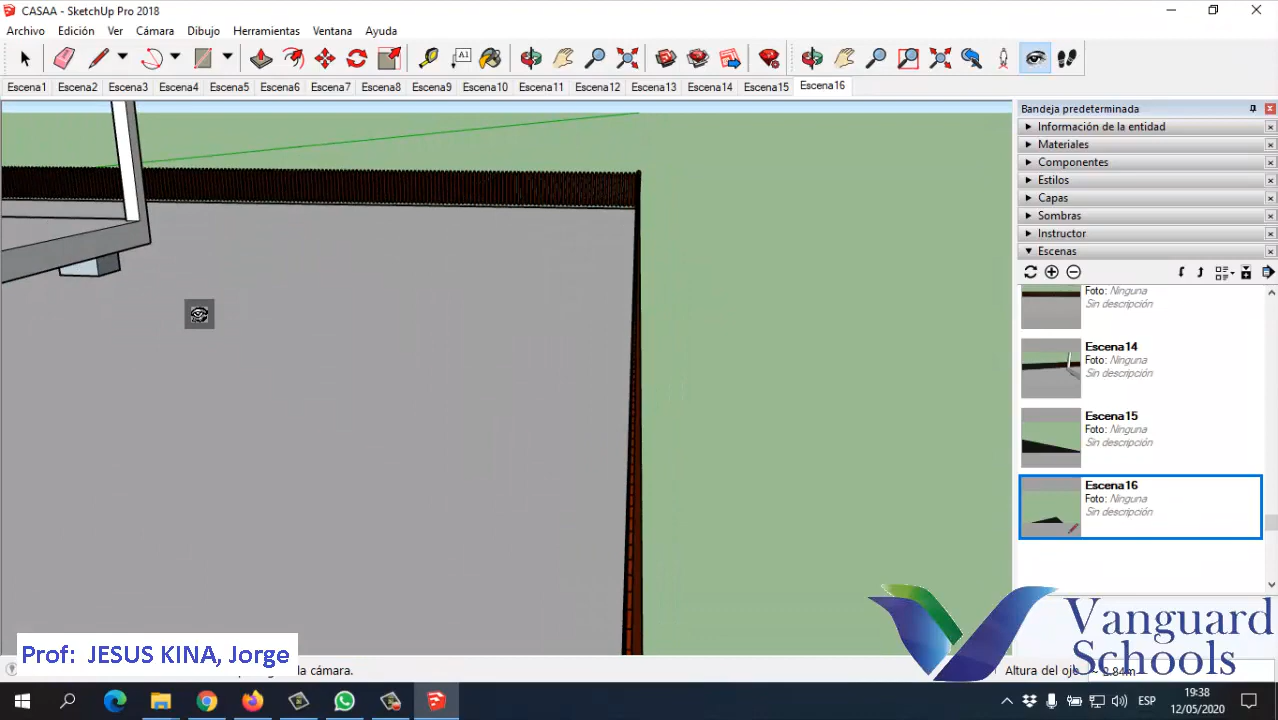 CASAA - SketchUp Pro 2018
Archivo Edición Ver Cámara Dibujo Herramientas Ventana Ayuda
A1
Escena1 Escena2 Escena3 Escena4 Escena5 Escena6 Escena7 Escena8 Escena9 Escena10 Escena11 Escena12 Escena13 Escena14 Escena15 Escena16
Bandeja predeterminada
Información de la entidad
Materiales
Componentes
Estilos
Capas
Sombras
Instructor
Escenas
Foto: Ninguna
Sin descripción
Escena14
Foto: Ninguna
Sin descripción
Escena15
Foto: Ninguna
Sin descripción
Escena16
Foto: Ninguna
Sin descripción
Vanguard
Schools
Prof: JESUS KINA, Jorge
la cámara.
Altura del ojo
.84m
ESP
19:38
12/05/2020